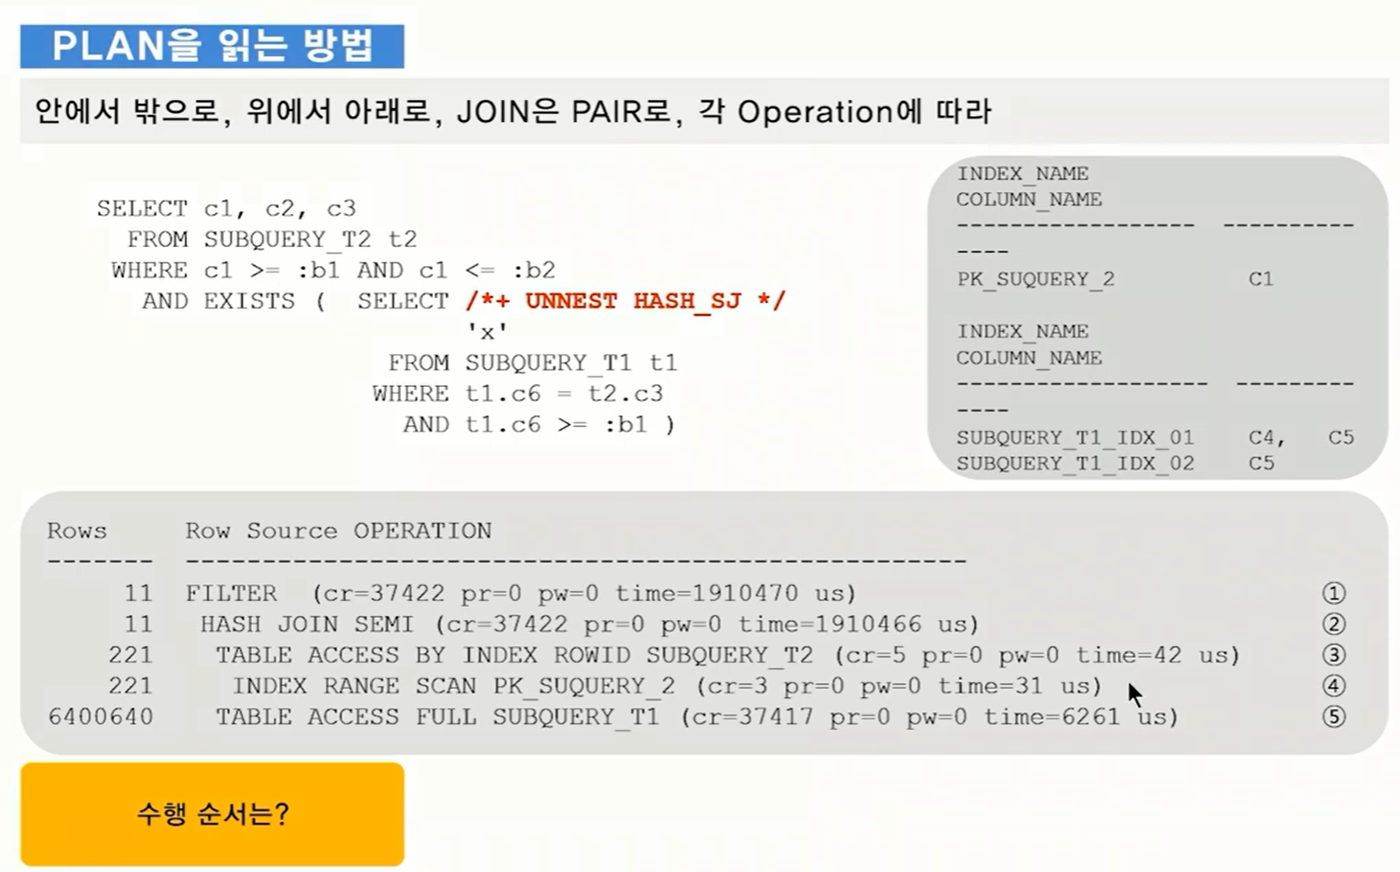 PLAN을 읽는 방법
안에서 밖으로, 위에서 아래로, JOIN은 PAIR로, 각 Operation에 따라
SELECT c1, c2, c3
FROM SUBQUERY_T2 t2
WHERE c1 >= :b1 AND c1 <= :b2
AND EXISTS ( SELECT /*+ UNNEST HASH_SJ */
'x'
FROM SUBQUERY_T1 t1
WHERE t1.c6 = t2.c3
AND t1.c6 >= :b1 )
INDEX_NAME
COLUMN_NAME
------------------ ----------
----
PK_SUQUERY_2 C1
INDEX_NAME
COLUMN_NAME
------------------- ---------
----
SUBQUERY_T1_IDX_01 C4, C5
SUBQUERY_T1_IDX_02 C5
Rows Row Source OPERATION
------- ---------------------------------------------------
11 FILTER (cr=37422 pr=0 pw=0 time=1910470 us) ①
11 HASH JOIN SEMI (cr=37422 pr=0 pw=0 time=1910466 us) ②
221 TABLE ACCESS BY INDEX ROWID SUBQUERY_T2 (cr=5 pr=0 pw=0 time=42 us) ③
221 INDEX RANGE SCAN PK_SUQUERY_2 (cr=3 pr=0 pw=0 time=31 us) ④
6400640 TABLE ACCESS FULL SUBQUERY_T1 (cr=37417 pr=0 pw=0 time=6261 us) ⑤
수행 순서는?